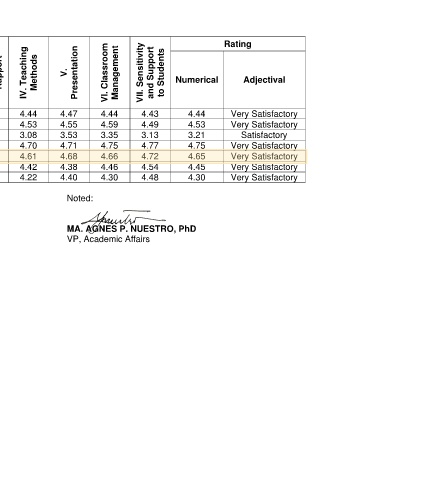 Rapport
IV. Teaching Methods
V. Presentation
VI. Classroom Management
VII. Sensitivity and Support to Students
Rating
Numerical Adjectival
4.44 4.47 4.44 4.43 4.44 Very Satisfactory
4.53 4.55 4.59 4.49 4.53 Very Satisfactory
3.08 3.53 3.35 3.13 3.21 Satisfactory
4.70 4.71 4.75 4.77 4.75 Very Satisfactory
4.61 4.68 4.66 4.72 4.65 Very Satisfactory
4.42 4.38 4.46 4.54 4.45 Very Satisfactory
4.22 4.40 4.30 4.48 4.30 Very Satisfactory
Noted:
MA. AGNES P. NUESTRO, PhD
VP, Academic Affairs